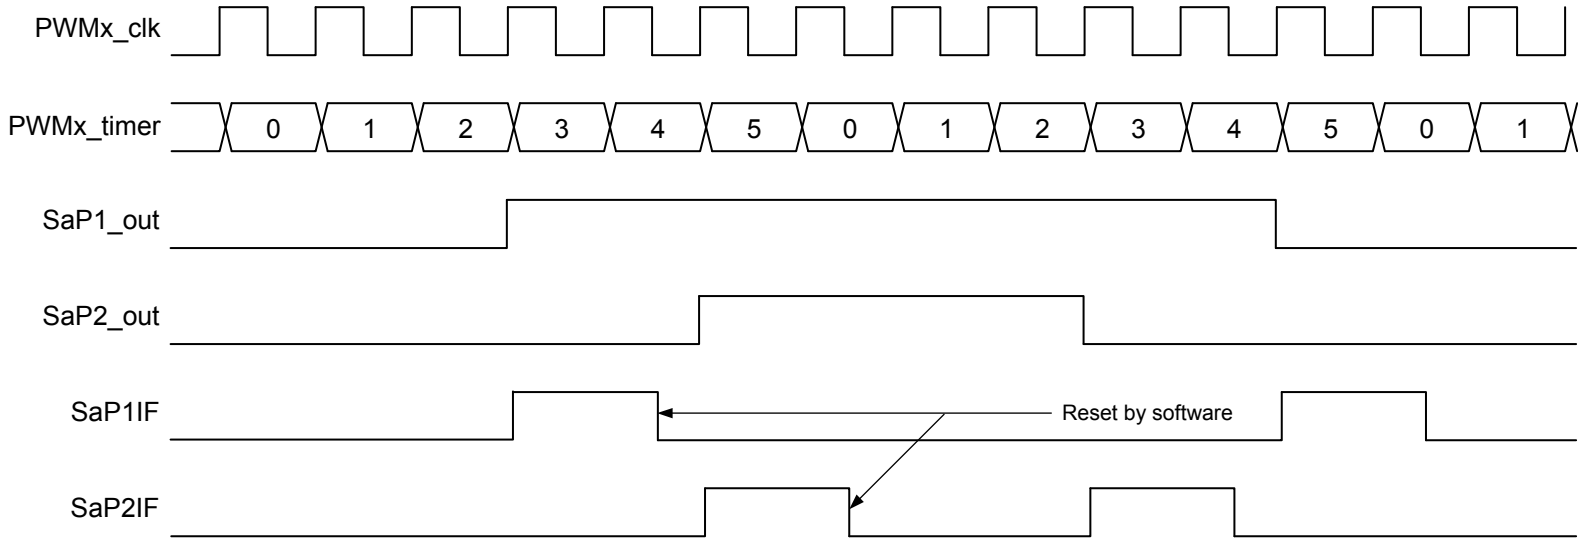 PWMx_clk
PWMx_timer 0 1 2 3 4 5 0 1 2 3 4 5 0 1
SaP1_out
SaP2_out
SaP1IF Reset by software
SaP2IF